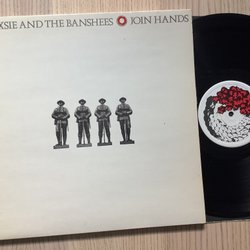 XSIE AND THE BANSHEES JOIN HANDS